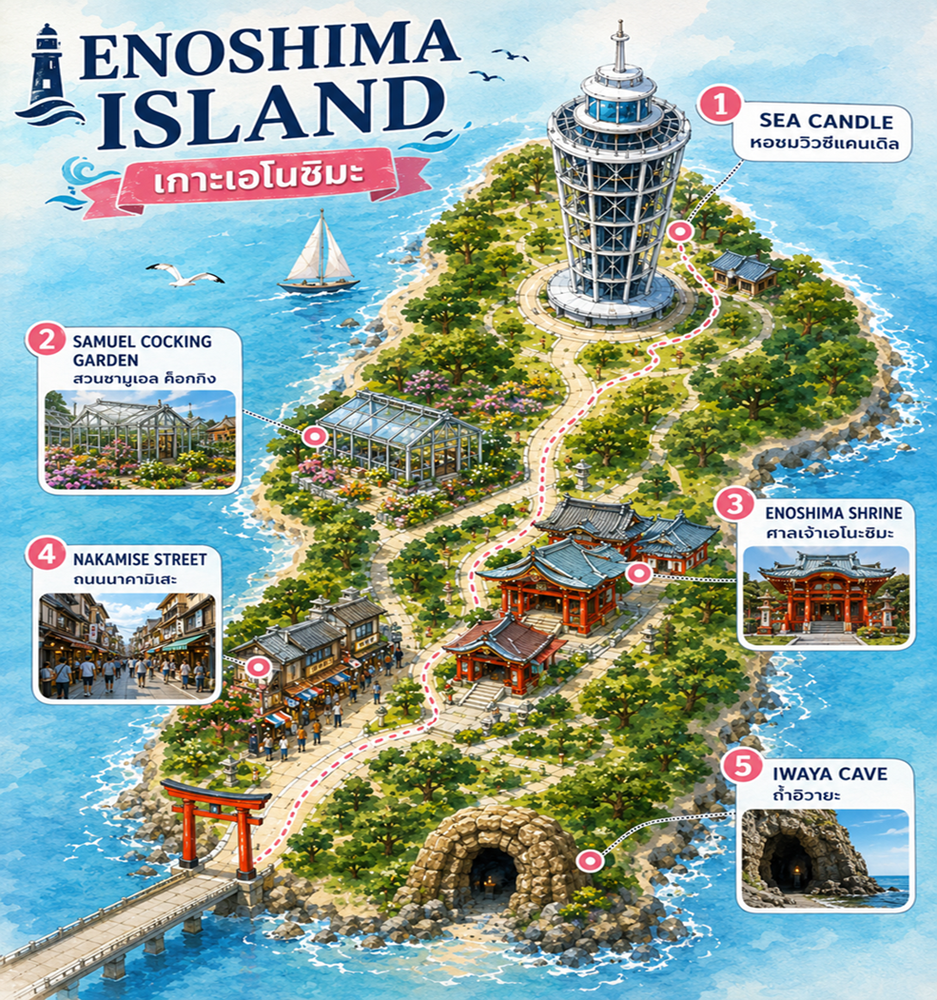 ENOSHIMA
ISLAND
เกาะเอโนชิมะ
1
SEA CANDLE
หอชมวิวซีแคนเดิล
2
SAMUEL COCKING
GARDEN
สวนซามูเอล ค็อกกิง
3
ENOSHIMA SHRINE
ศาลเจ้าเอโนะชิมะ
4
NAKAMISE STREET
ถนนนาคามิเสะ
5
IWAYA CAVE
ถ้ำอิวายะ